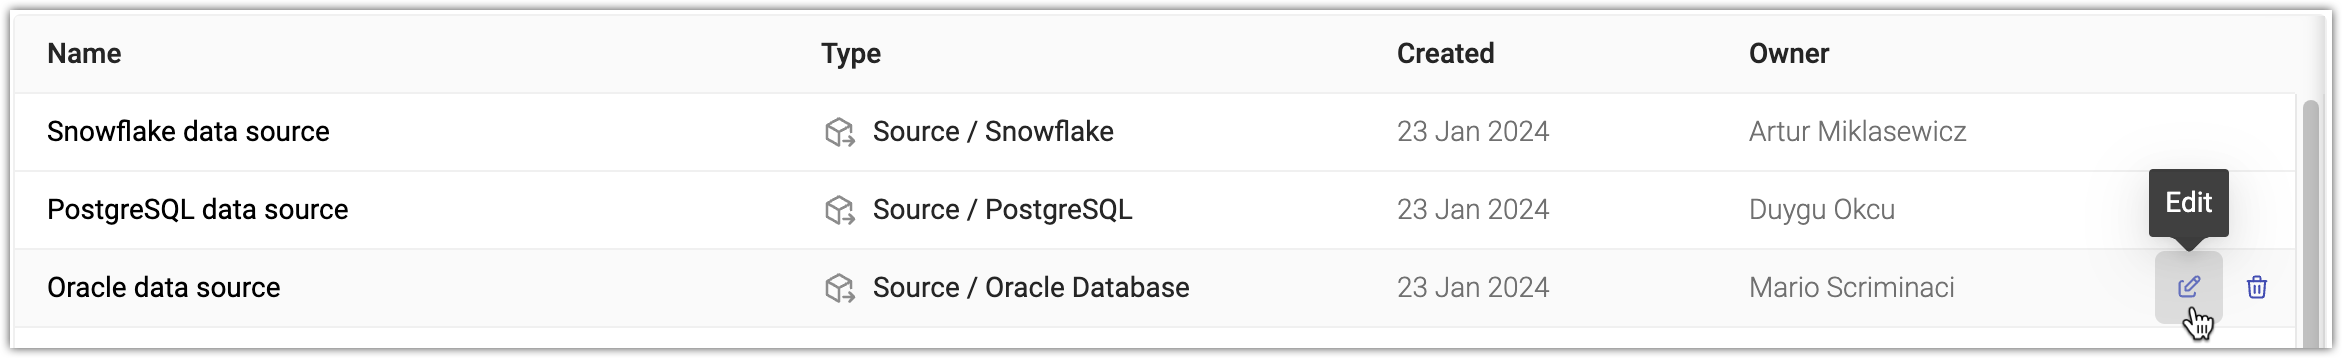 Name Type Created Owner
Snowflake data source Source / Snowflake 23 Jan 2024 Artur Miklasewicz
PostgreSQL data source Source / PostgreSQL 23 Jan 2024 Duygu Okcu
Edit
Oracle data source Source / Oracle Database 23 Jan 2024 Mario Scriminaci